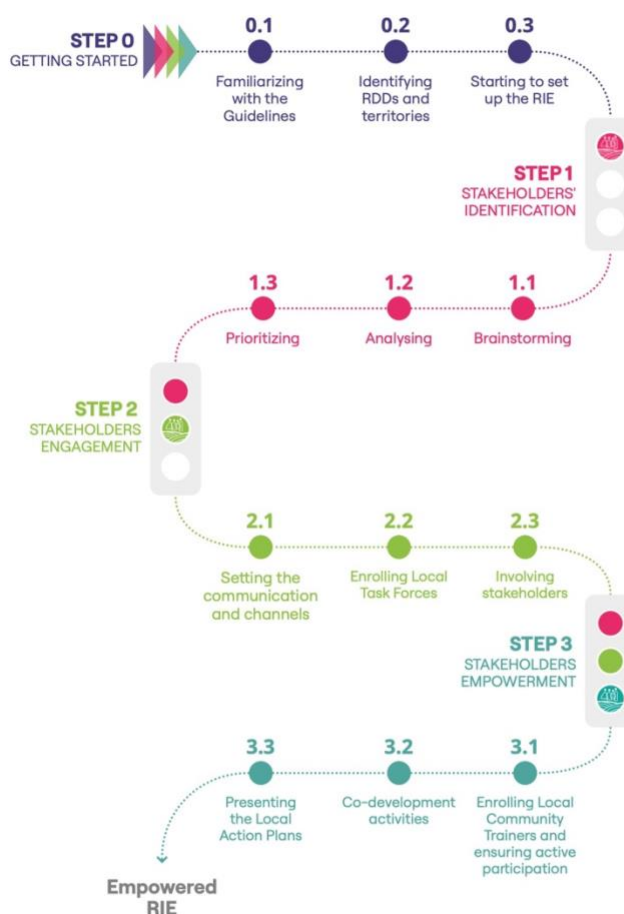 STEP 0
GETTING STARTED
0.1
Familiarizing
with the
Guidelines
0.2
Identifying
RDDs and
territories
0.3
Starting to set
up the RIE
STEP 1
STAKEHOLDERS'
IDENTIFICATION
1.3
Prioritizing
1.2
Analysing
1.1
Brainstorming
STEP 2
STAKEHOLDERS
ENGAGEMENT
2.1
Setting the
communication
and channels
2.2
Enrolling Local
Task Forces
2.3
Involving
stakeholders
STEP 3
STAKEHOLDERS
EMPOWERMENT
3.3
Presenting
the Local
Action Plans
3.2
Co-development
activities
3.1
Enrolling Local
Community
Trainers and
ensuring active
participation
Empowered
RIE